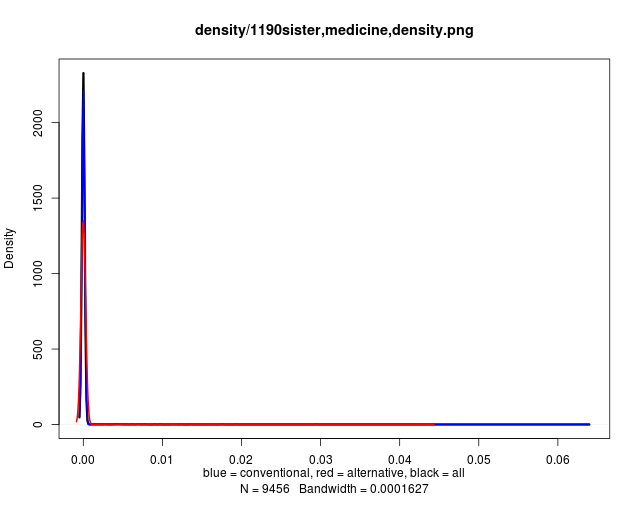 density/1190sister,medicine,density.png
Density
2000
1500
1000
500
0
0.00 0.01 0.02 0.03 0.04 0.05 0.06
blue = conventional, red = alternative, black = all
N = 9456 Bandwidth = 0.0001627